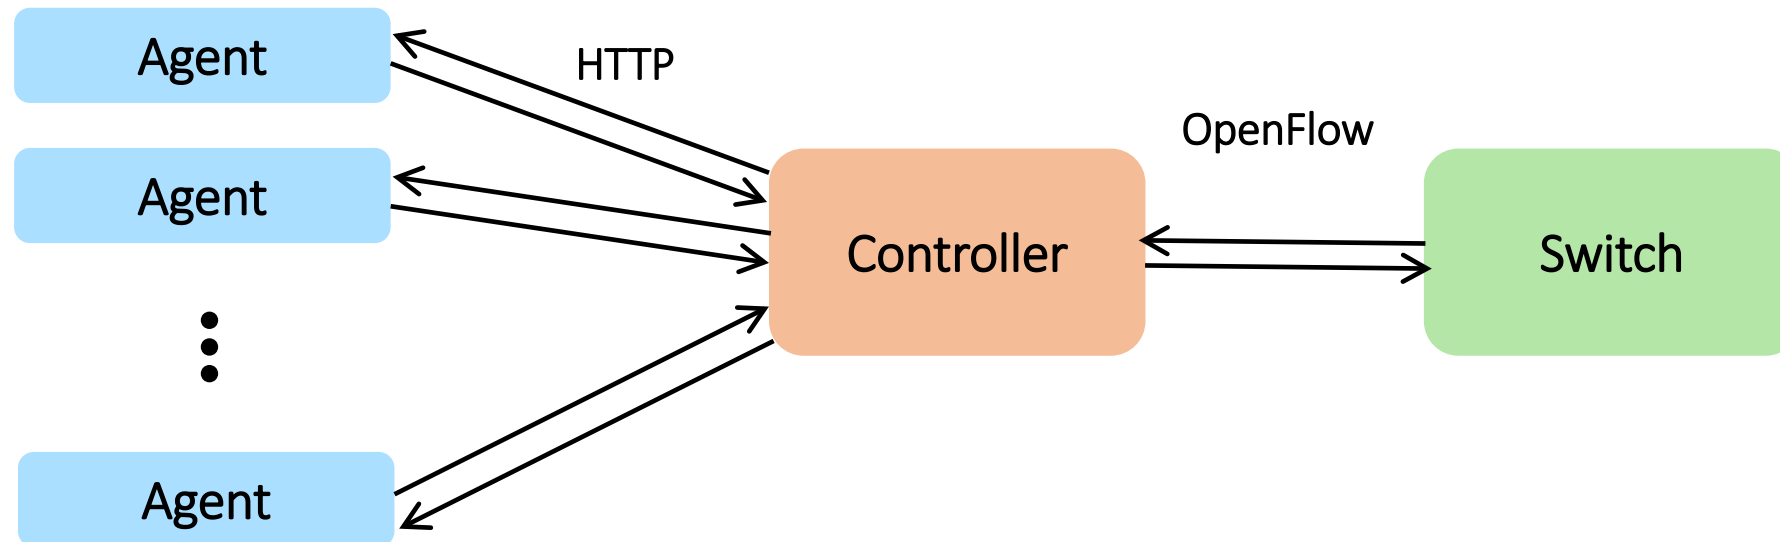 Agent
HTTP
OpenFlow
Agent
Controller
Switch
Agent